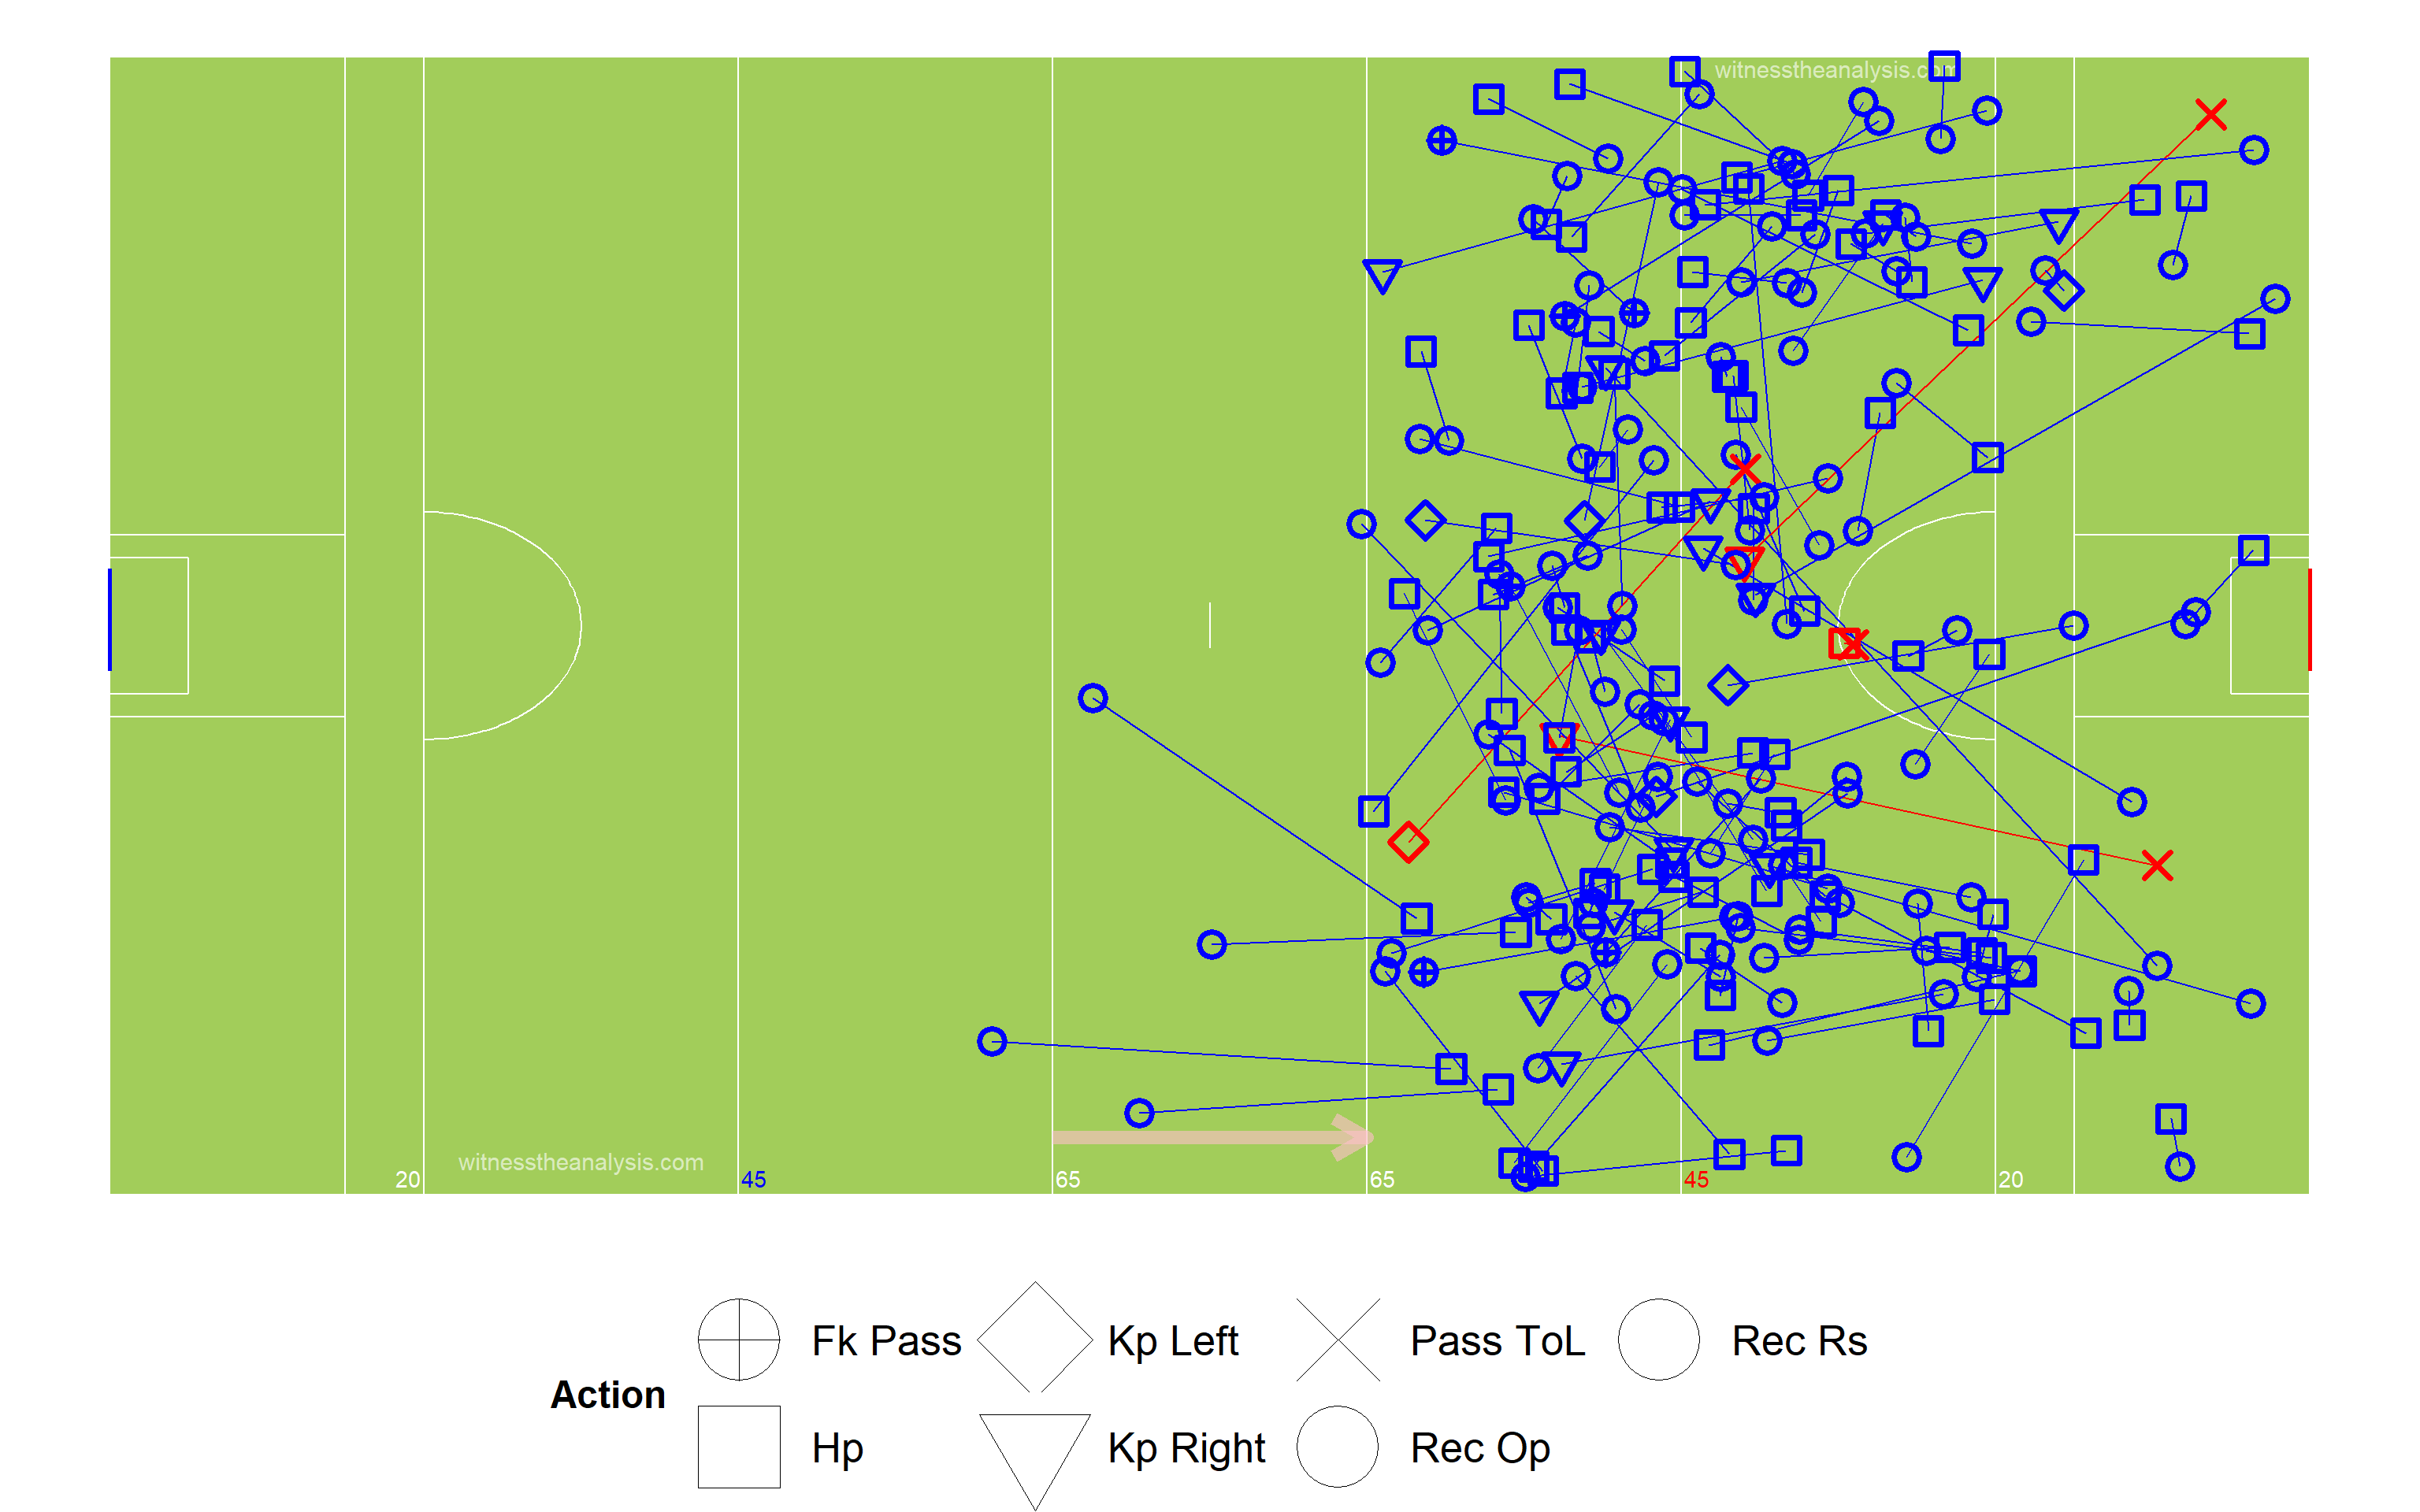 witnesstheanalysis.com
witnesstheanalysis.com
20
45
65
65
45
20
Action
Fk Pass
Kp Left
Pass ToL
Rec Rs
Hp
Kp Right
Rec Op